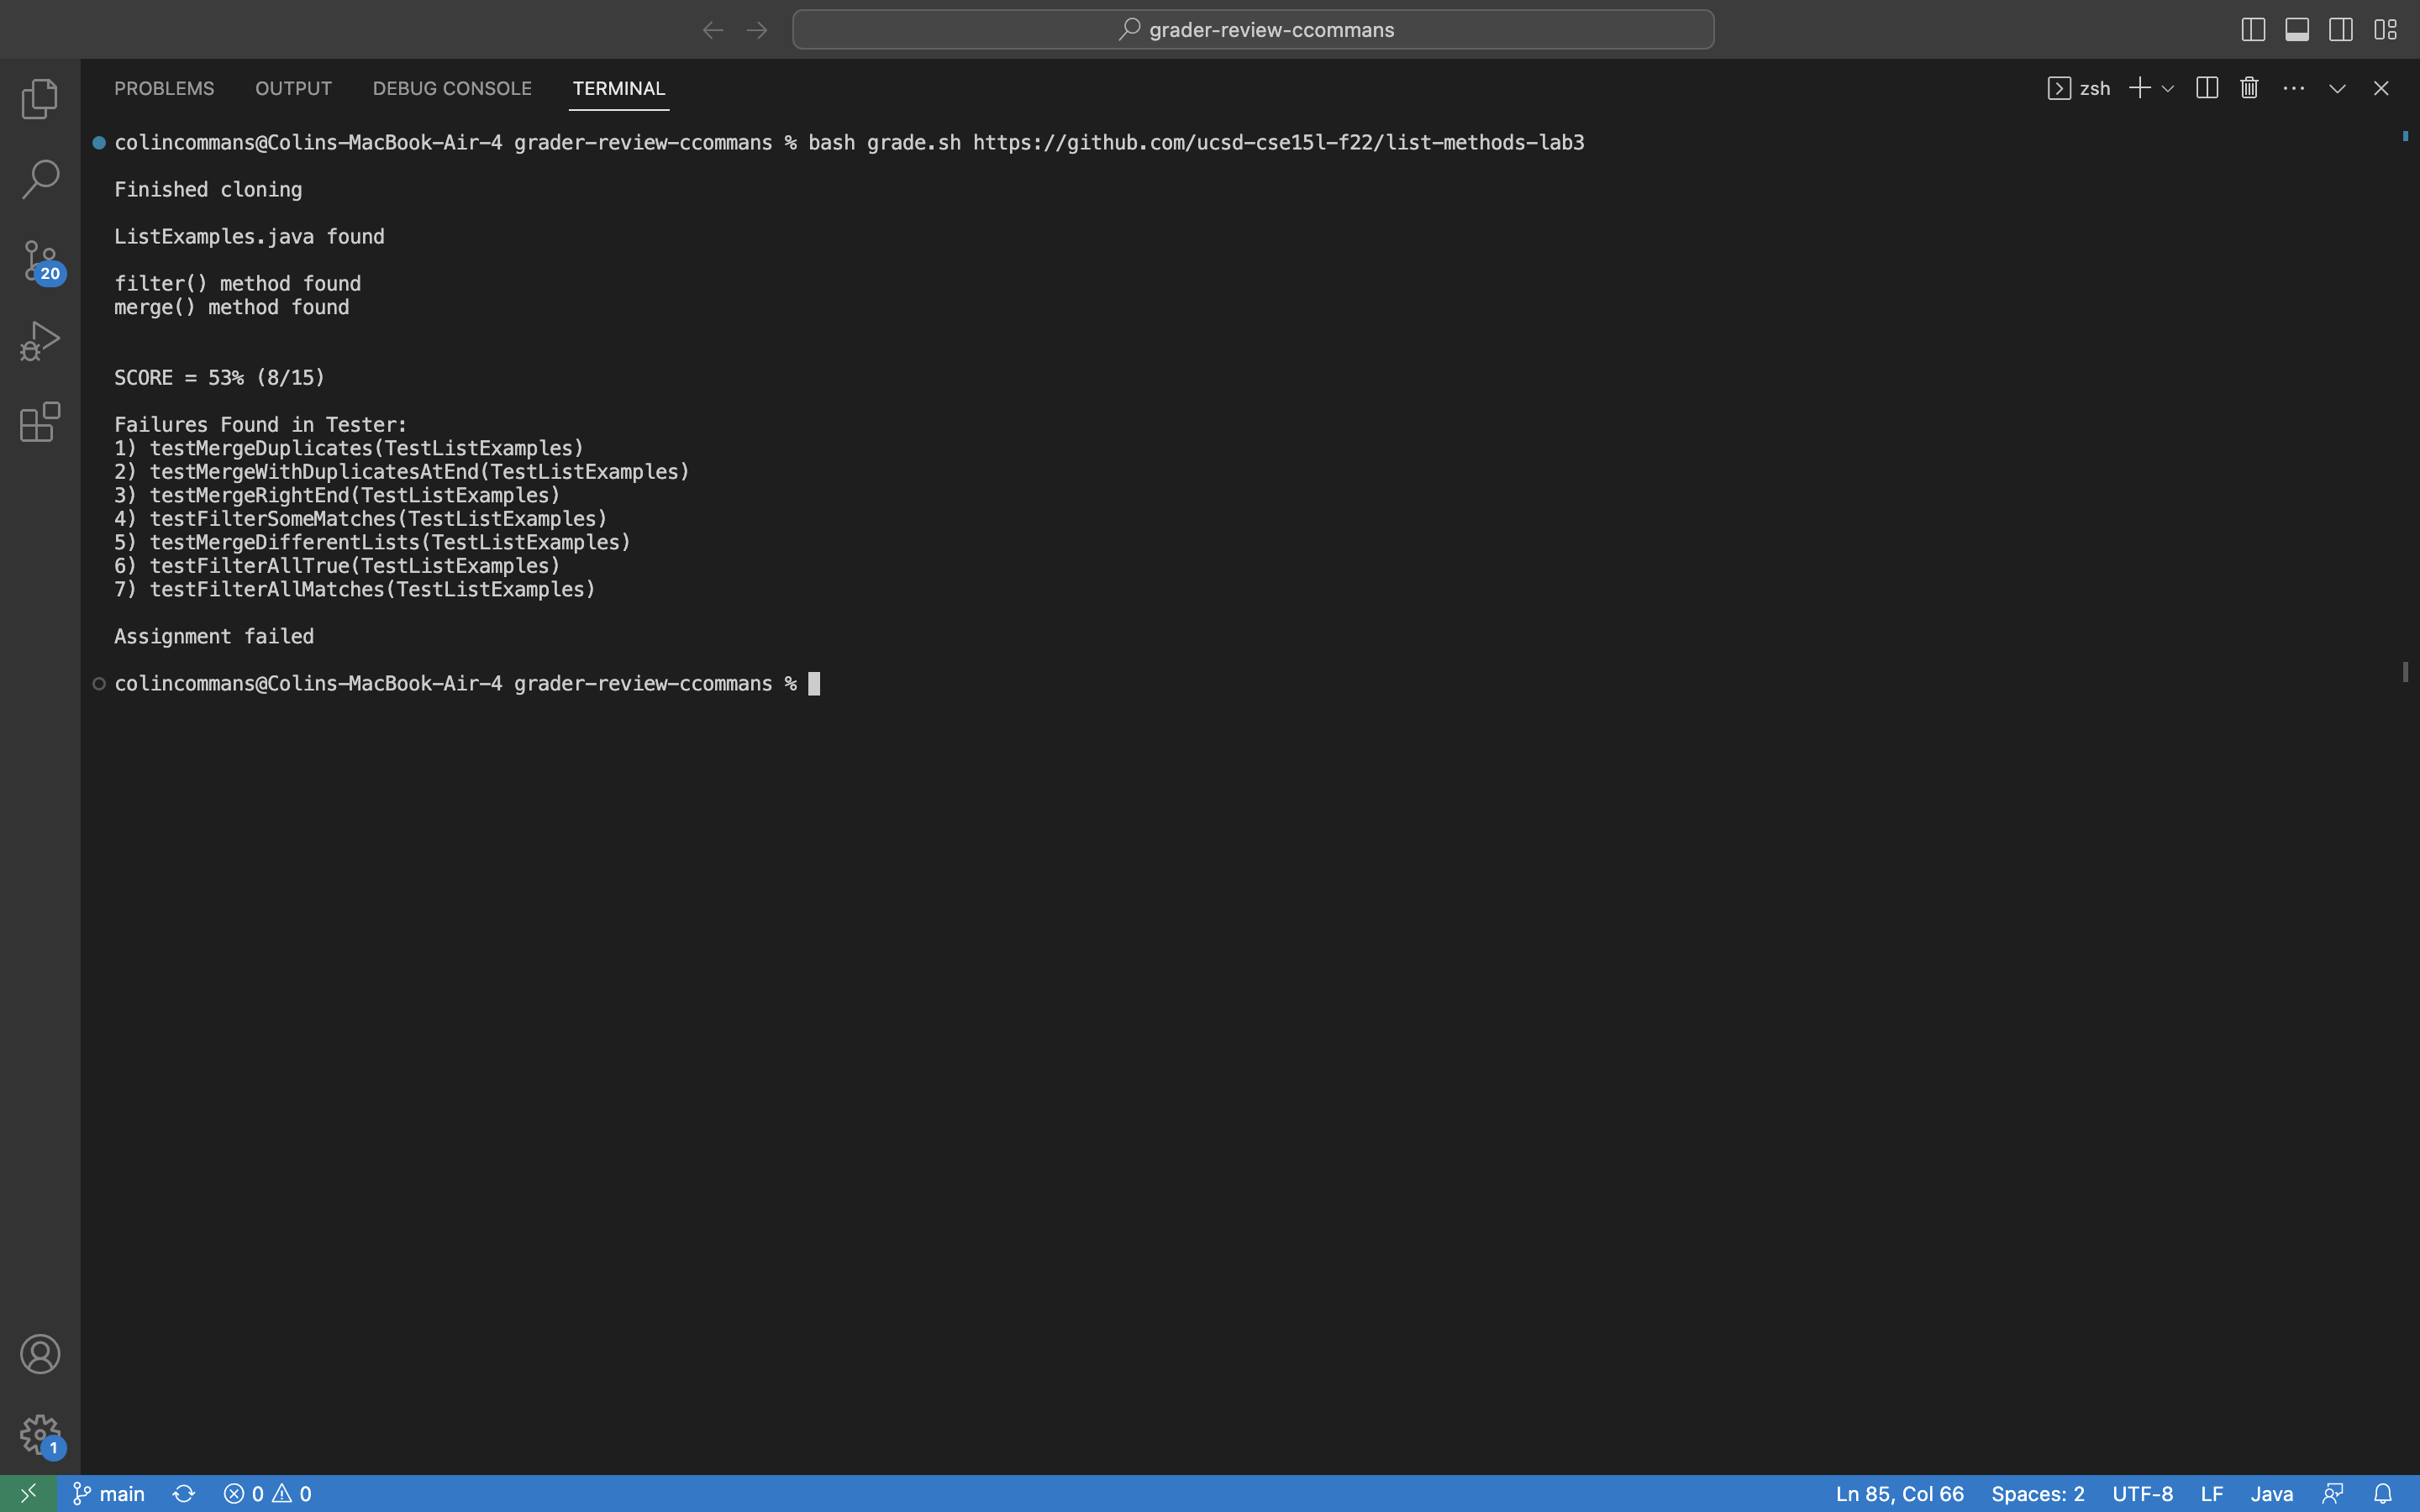 grader-review-ccommans
PROBLEMS OUTPUT DEBUG CONSOLE TERMINAL zsh
colincommans@Colins-MacBook-Air-4 grader-review-ccommans % bash grade.sh https://github.com/ucsd-cse15l-f22/list-methods-lab3
Finished cloning
ListExamples.java found
20
filter() method found
merge() method found
SCORE = 53% (8/15)
Failures Found in Tester:
1) testMergeDuplicates(TestListExamples)
2) testMergeWithDuplicatesAtEnd(TestListExamples)
3) testMergeRightEnd(TestListExamples)
4) testFilterSomeMatches(TestListExamples)
5) testMergeDifferentLists(TestListExamples)
6) testFilterAllTrue(TestListExamples)
7) testFilterAllMatches(TestListExamples)
Assignment failed
colincommans@Colins-MacBook-Air-4 grader-review-ccommans %
1
main 0 0 Ln 85, Col 66 Spaces: 2 UTF-8 LF Java